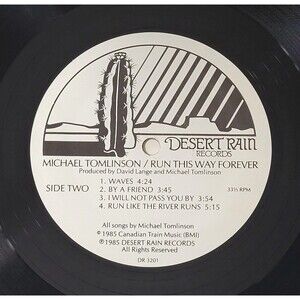 DESERT RAIN
RECORDS
MICHAEL TOMLINSON / RUN THIS WAY FOREVER
Produced by David Lange and Michael Tomlinson
SIDE TWO
33⅓ RPM
1. WAVES 4:24
2. BY A FRIEND 3:45
3. I WILL NOT PASS YOU BY 3:54
4. RUN LIKE THE RIVER RUNS 5:15
All songs by Michael Tomlinson
℗1985 Canadian Train Music (BMI)
℗1985 DESERT RAIN RECORDS
All Rights Reserved
DR 3201